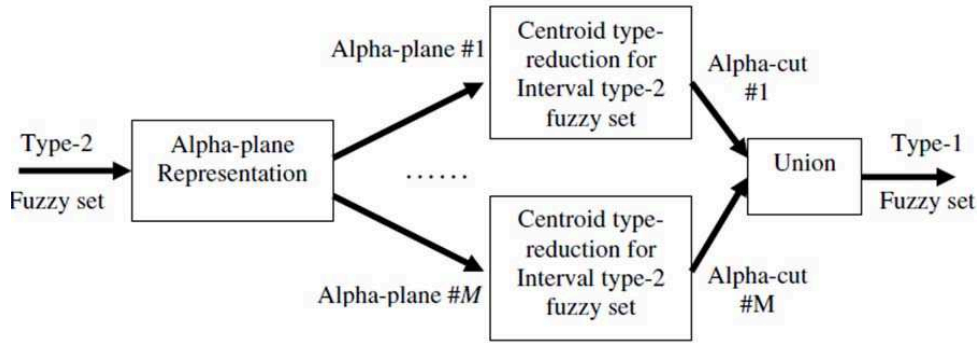 Type-2
Fuzzy set
Alpha-plane
Representation
Alpha-plane #1
......
Alpha-plane #M
Centroid type-
reduction for
Interval type-2
fuzzy set
Centroid type-
reduction for
Interval type-2
fuzzy set
Alpha-cut
#1
Alpha-cut
#M
Union
Type-1
Fuzzy set